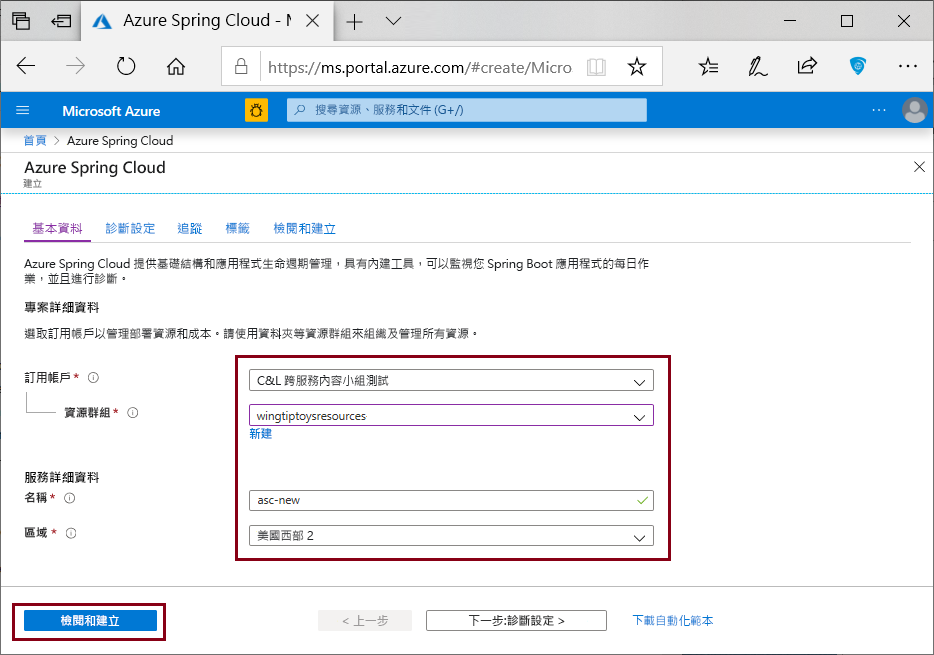 Azure Spring Cloud - M
https://ms.portal.azure.com/#create/Micro
Microsoft Azure
搜尋資源、服務和文件 (G+/)
首頁 > Azure Spring Cloud
Azure Spring Cloud
建立
基本資料 診斷設定 追蹤 標籤 檢閱和建立
Azure Spring Cloud 提供基礎結構和應用程式生命週期管理，具有內建工具，可以監視您 Spring Boot 應用程式的每日作
業，並且進行診斷。
專案詳細資料
選取訂用帳戶以管理部署資源和成本。請使用資料夾等資源群組來組織及管理所有資源。
訂用帳戶 *
C&L 跨服務內容小組測試
資源群組 *
wingtiptoysresources
新建
服務詳細資料
名稱 *
asc-new
區域 *
美國西部 2
檢閱和建立
< 上一步
下一步:診斷設定 >
下載自動化範本